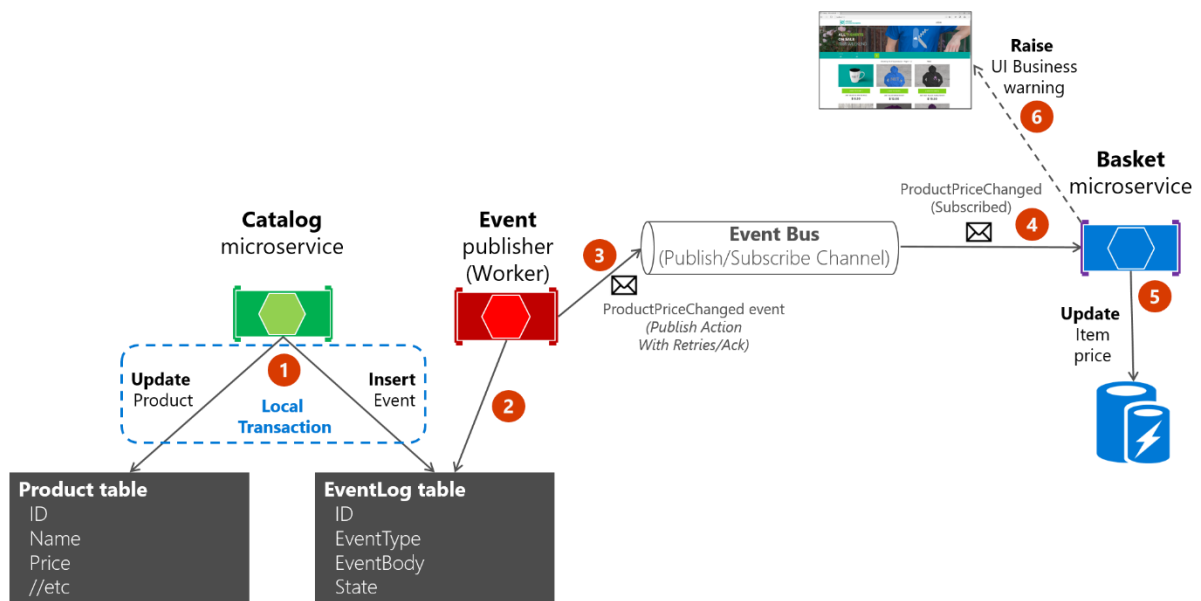 Raise
UI Business
warning
6
Basket
microservice
ProductPriceChanged
(Subscribed)
4
Catalog
microservice
Event
publisher
(Worker)
3
Event Bus
(Publish/Subscribe Channel)
ProductPriceChanged event
(Publish Action
With Retries/Ack)
5
Update
Item
price
1
Update
Product
Insert
Event
Local
Transaction
2
Product table
ID
Name
Price
//etc
EventLog table
ID
EventType
EventBody
State